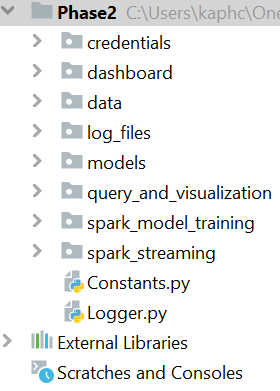 Phase2 C:\Users\kaphc\One
credentials
dashboard
data
log_files
models
query_and_visualization
spark_model_training
spark_streaming
Constants.py
Logger.py
External Libraries
Scratches and Consoles